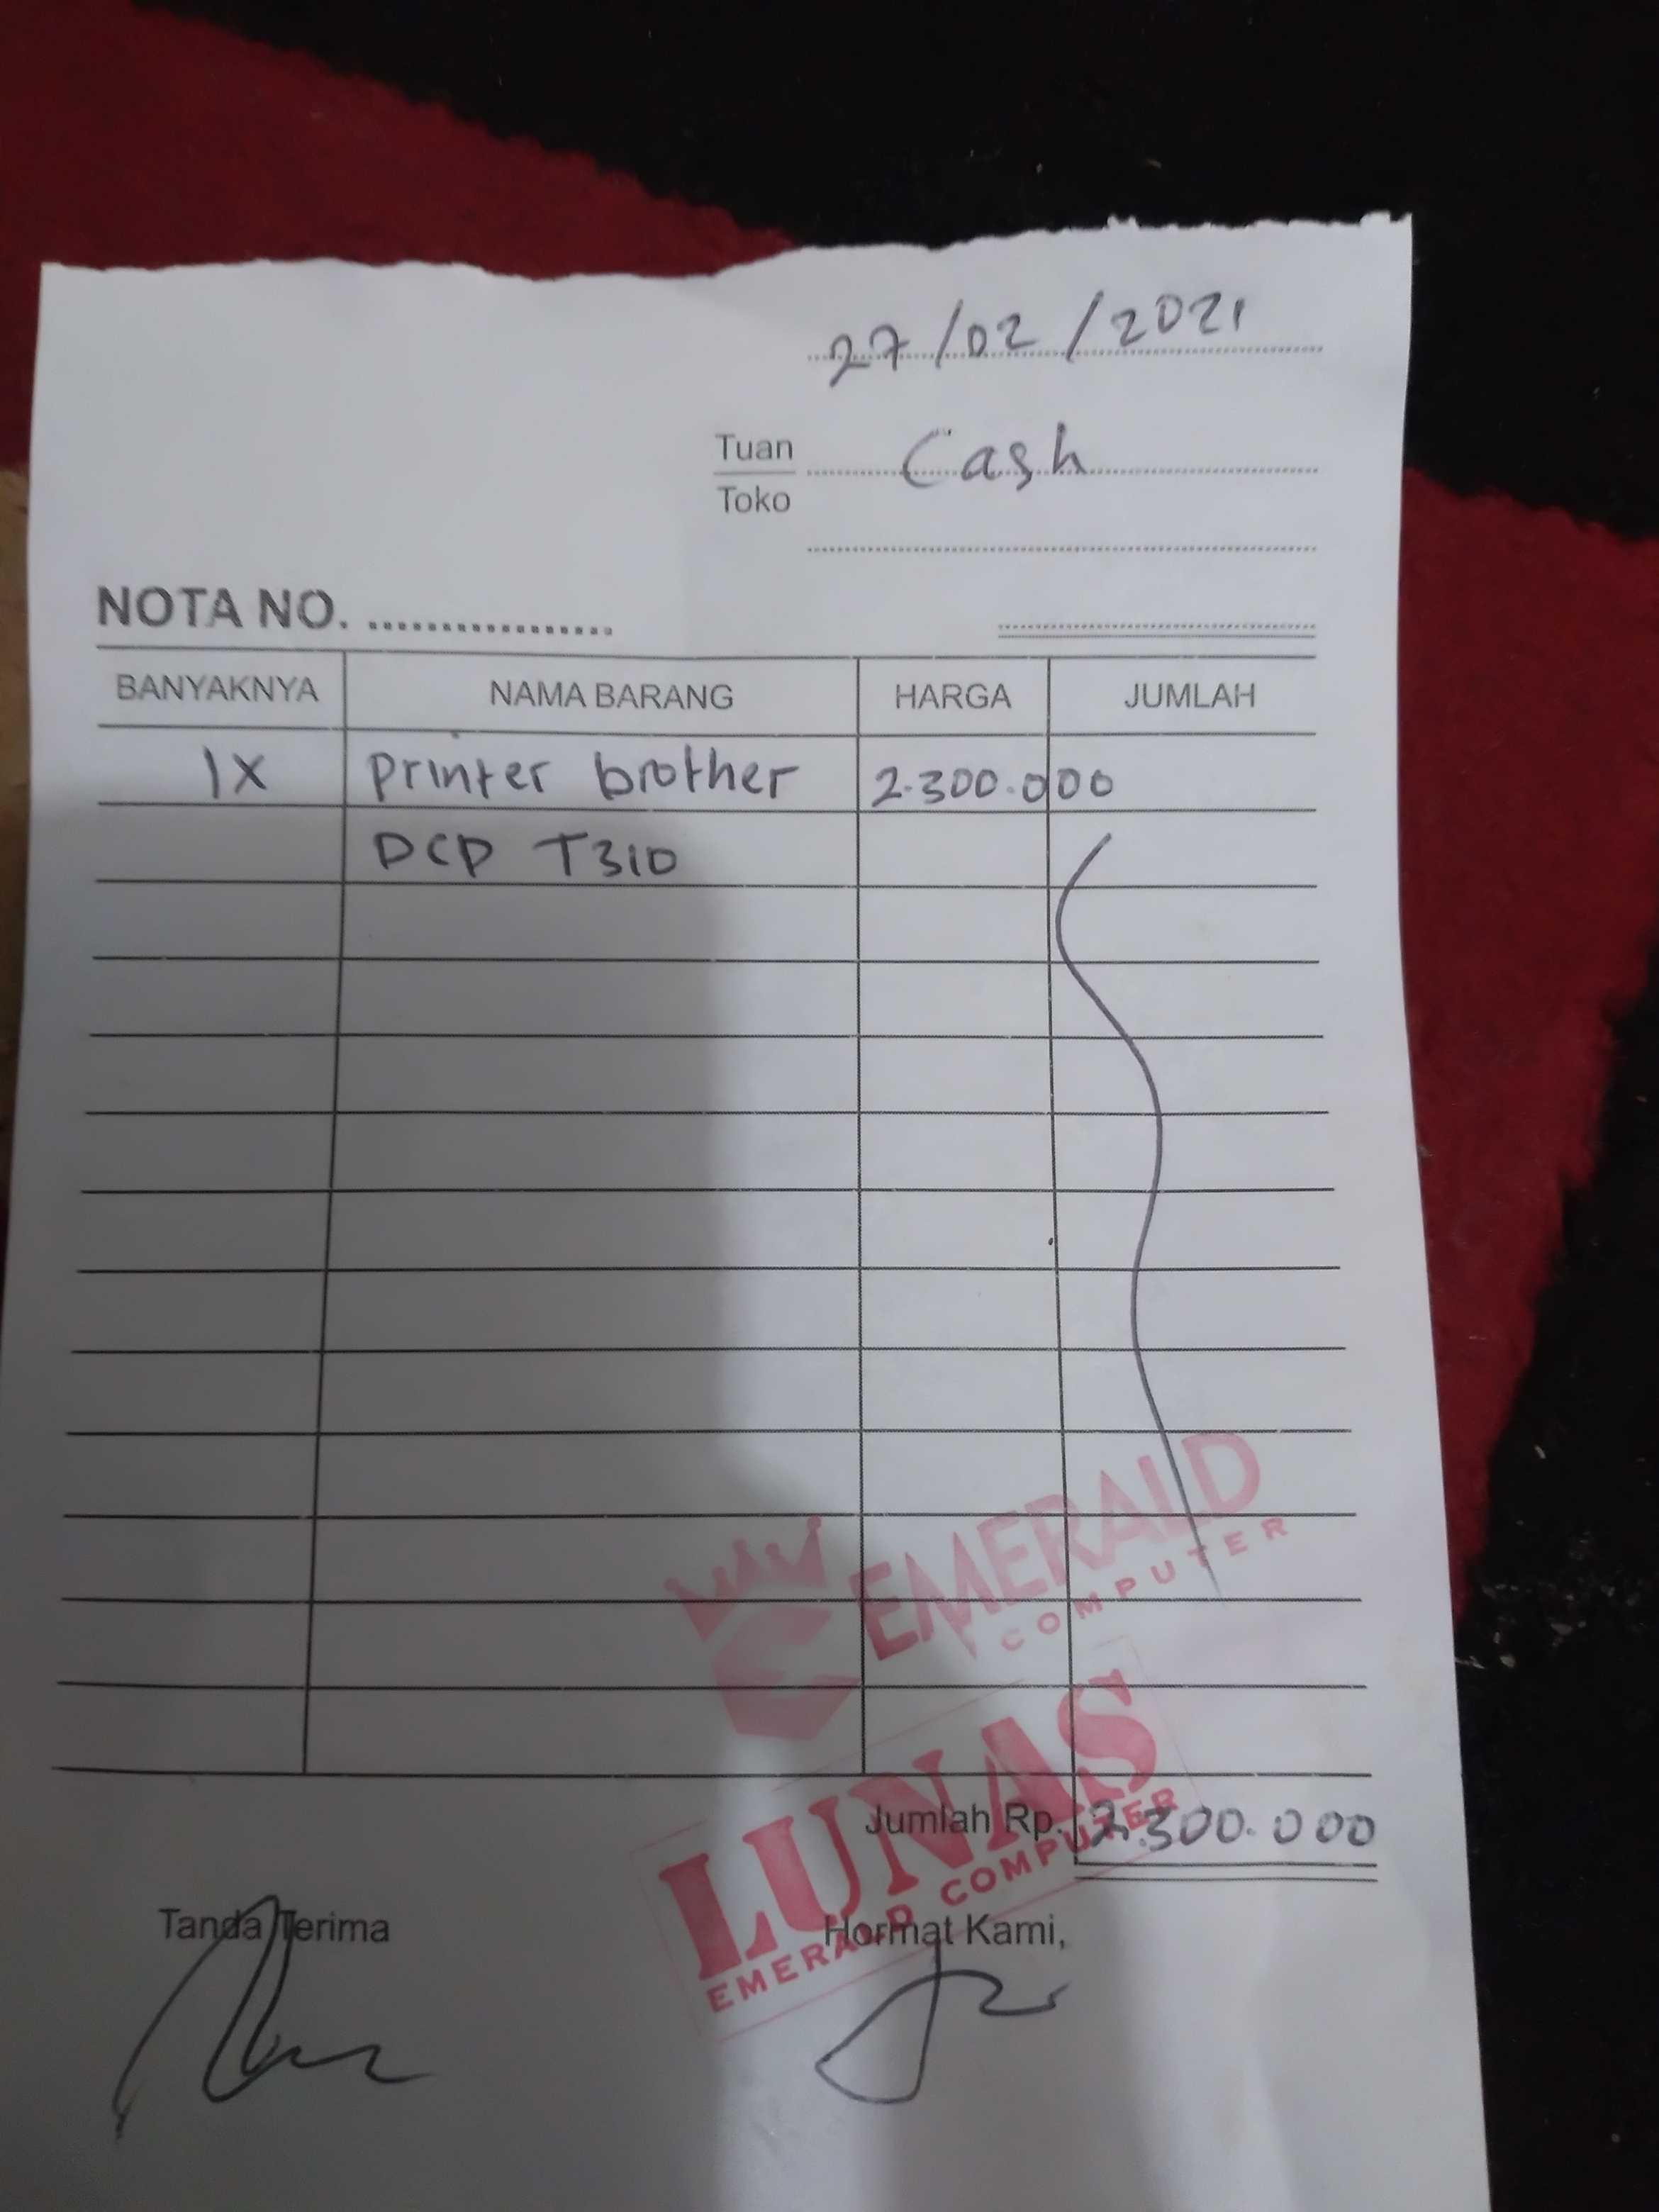 27/02/2021
Tuan Cash
Toko
NOTA NO. ..................
BANYAKNYA NAMA BARANG HARGA JUMLAH
1X Printer brother 2.300.000
DCP T310
EMERALD
COMPUTER
LUNAS
EMERALD COMPUTER
Jumlah Rp. 2.300.000
Tanda Terima Hormat Kami,